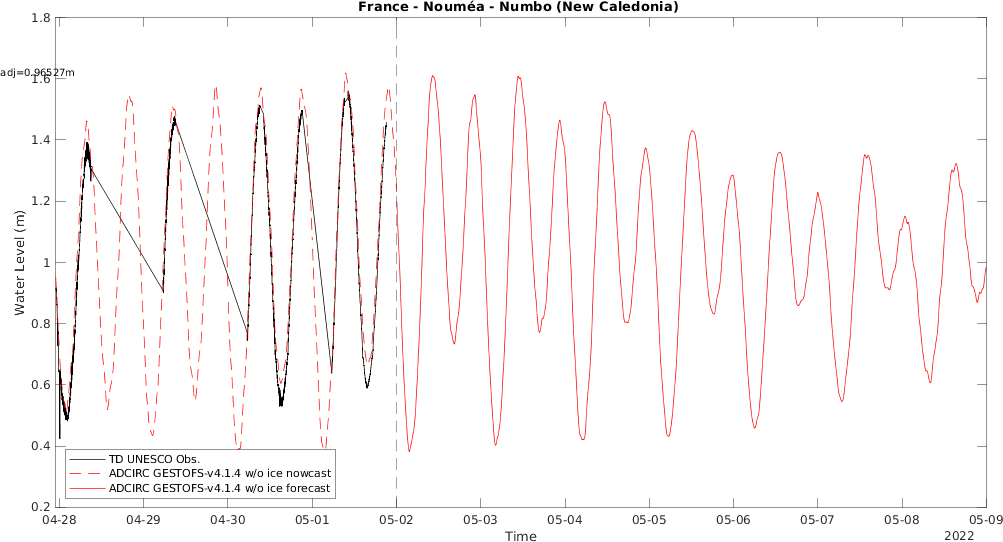 France - Nouméa - Numbo (New Caledonia)
1.8
adj=0.96527m
1.6
1.4
1.2
1
0.8
0.6
0.4
0.2
Water Level (m)
TD UNESCO Obs.
ADCIRC GESTOFS-v4.1.4 w/o ice nowcast
ADCIRC GESTOFS-v4.1.4 w/o ice forecast
04-28 04-29 04-30 05-01 05-02 05-03 05-04 05-05 05-06 05-07 05-08 05-09
Time
2022